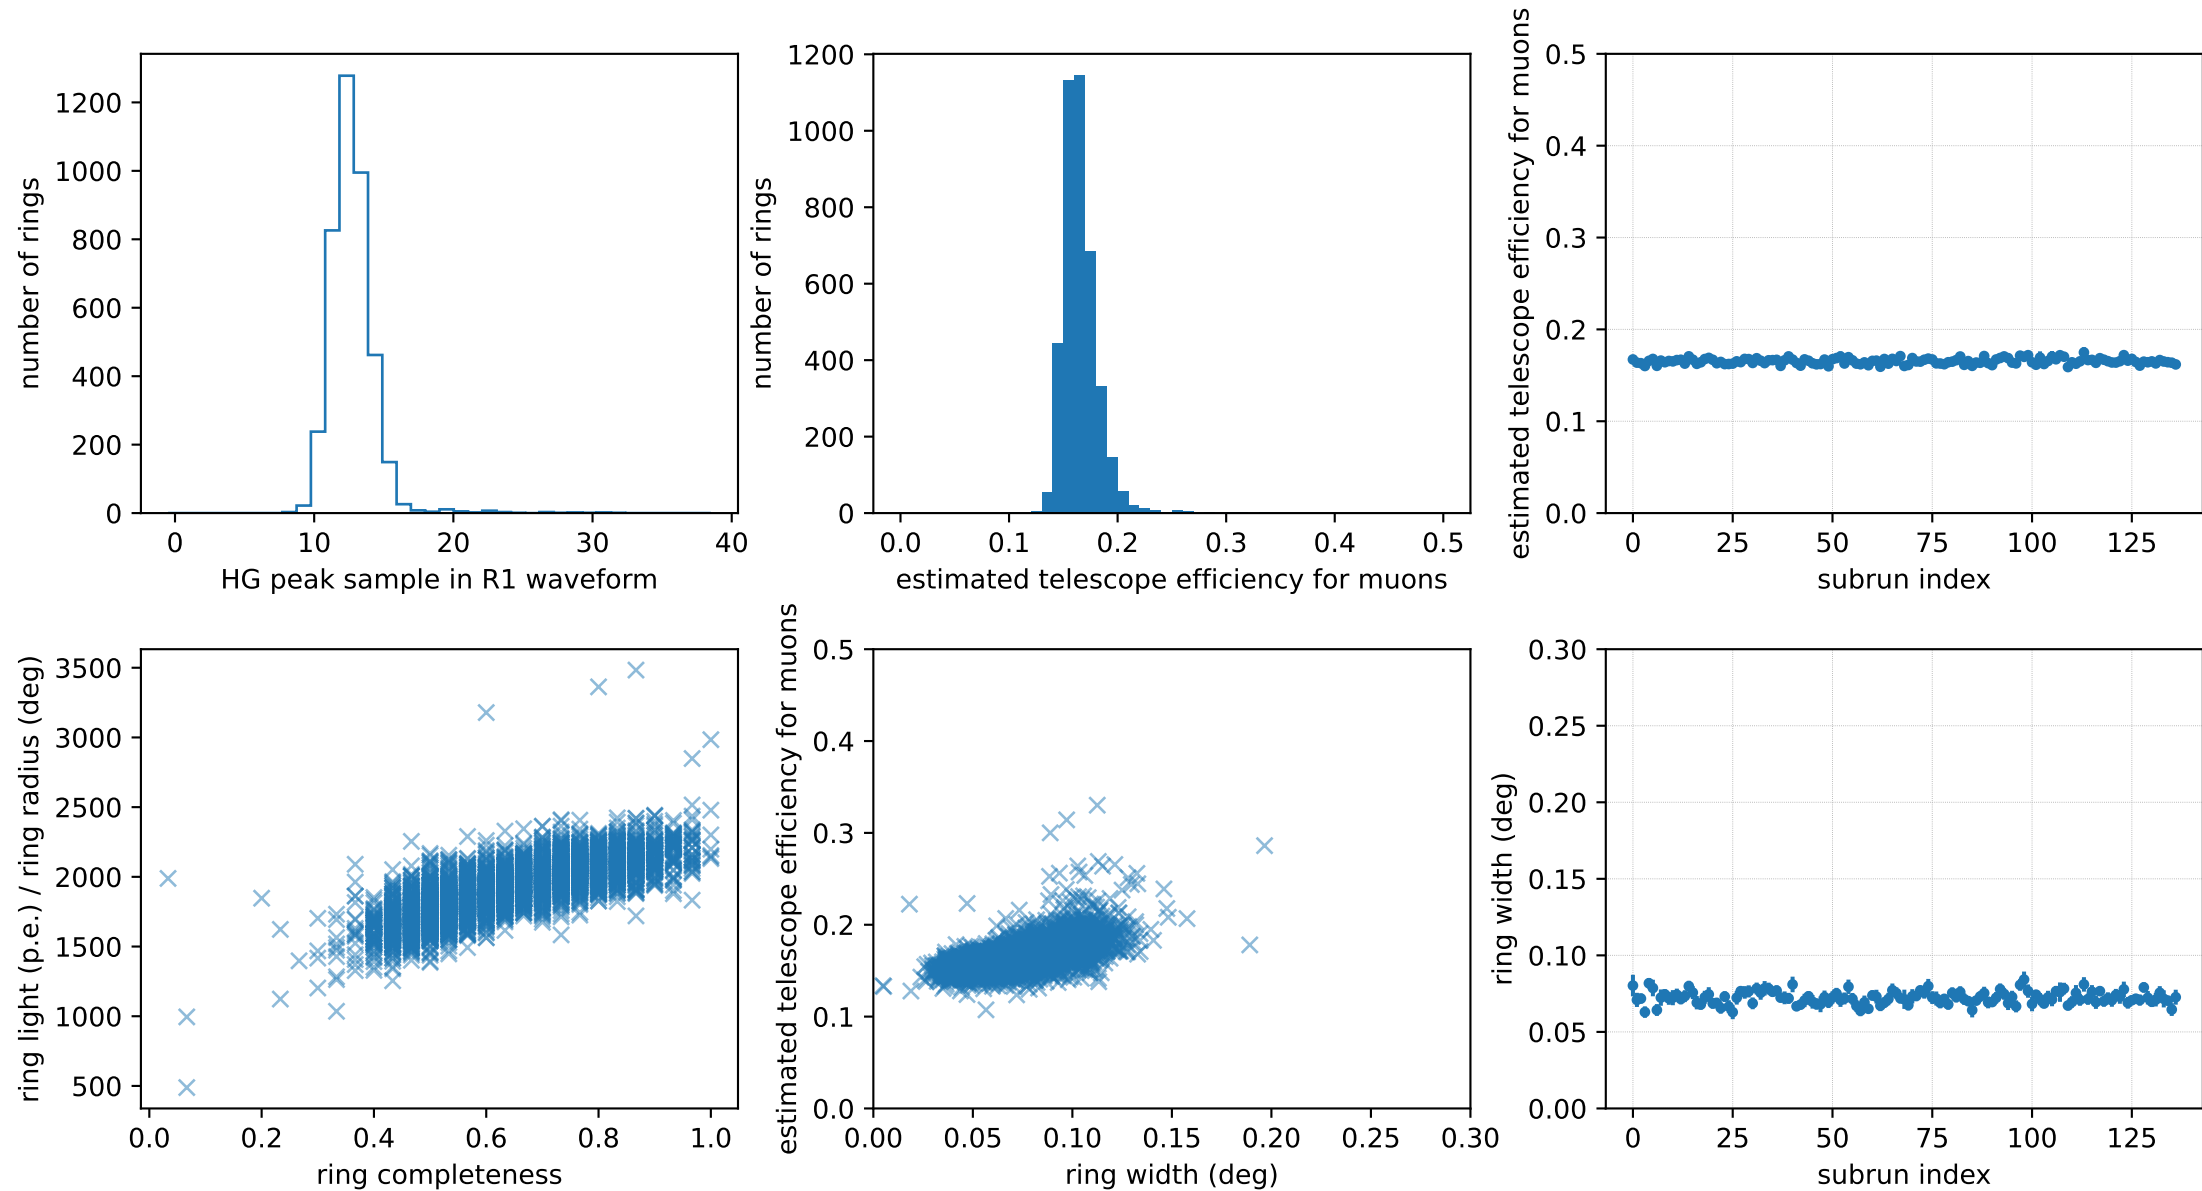 1200
1000
800
600
400
200
0
number of rings
0 10 20 30 40
HG peak sample in R1 waveform
1200
1000
800
600
400
200
0
number of rings
0.0 0.1 0.2 0.3 0.4 0.5
estimated telescope efficiency for muons
0.5
0.4
0.3
0.2
0.1
0.0
estimated telescope efficiency for muons
0 25 50 75 100 125
subrun index
3500
3000
2500
2000
1500
1000
500
ring light (p.e.) / ring radius (deg)
0.0 0.2 0.4 0.6 0.8 1.0
ring completeness
0.5
0.4
0.3
0.2
0.1
0.0
estimated telescope efficiency for muons
0.00 0.05 0.10 0.15 0.20 0.25 0.30
ring width (deg)
0.30
0.25
0.20
0.15
0.10
0.05
0.00
ring width (deg)
0 25 50 75 100 125
subrun index